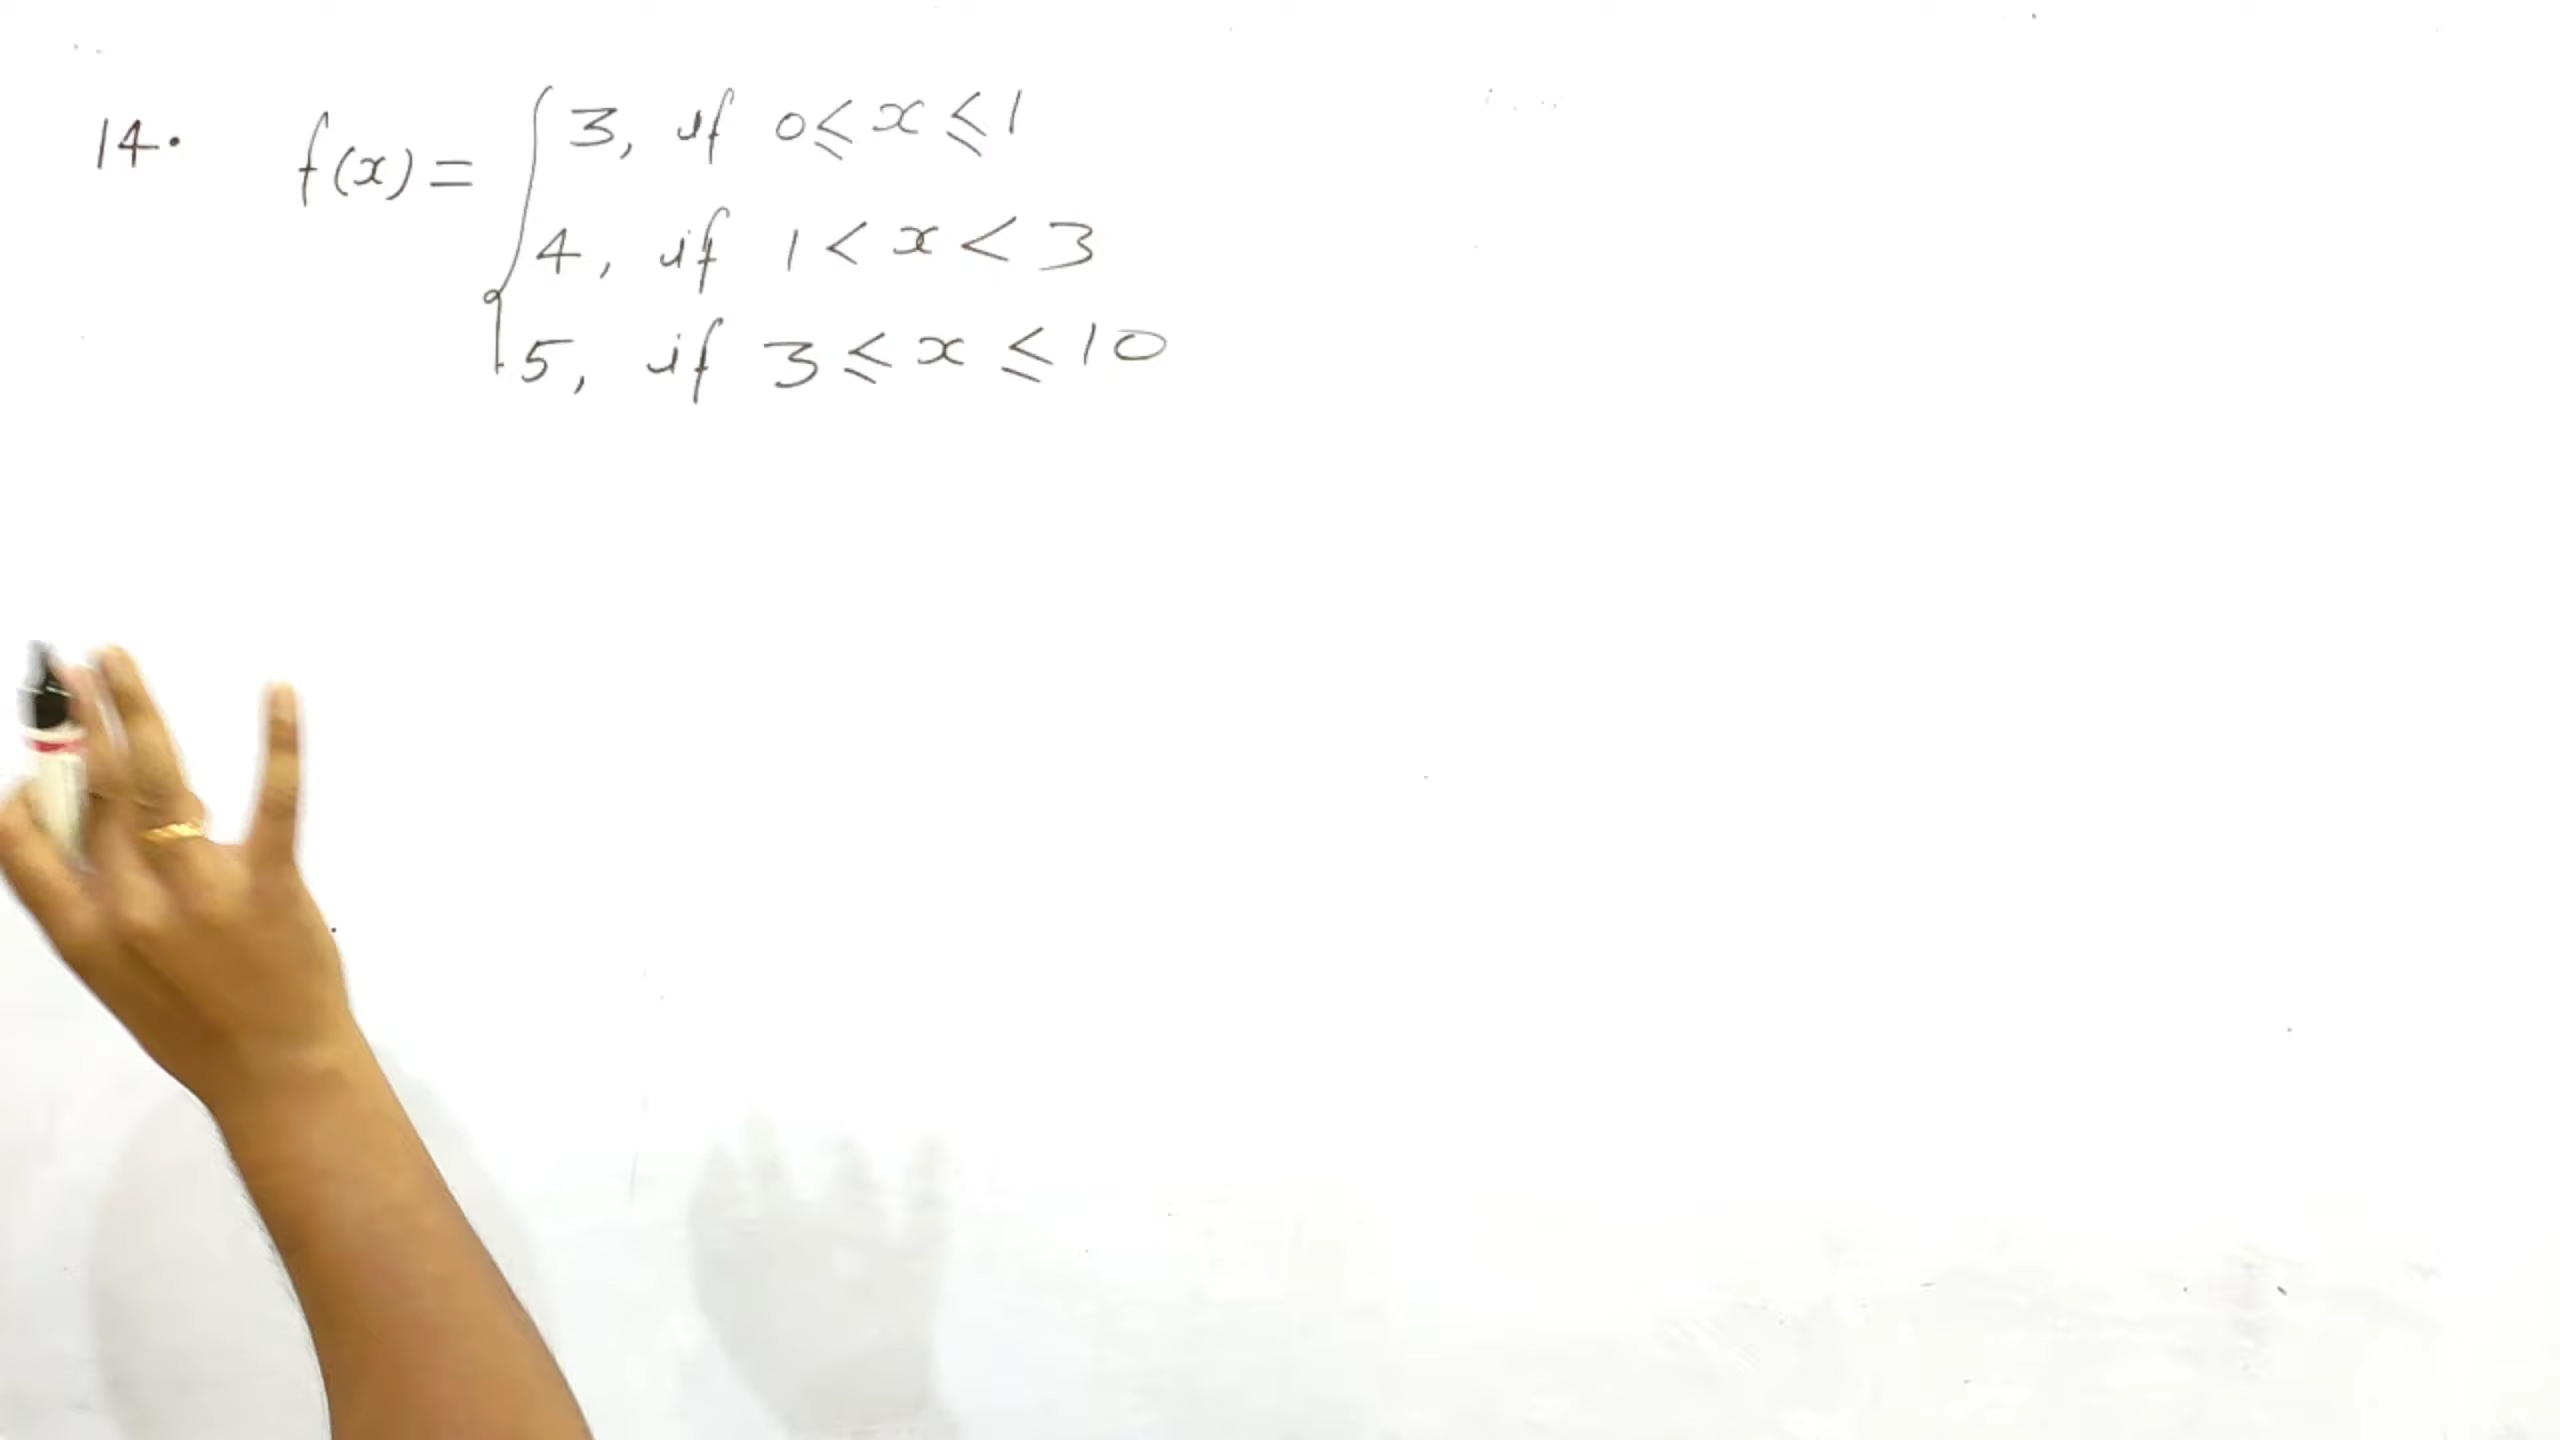 14. f(x) = { 3, if 0 ≤ x ≤ 1
4, if 1 < x < 3
5, if 3 ≤ x ≤ 10